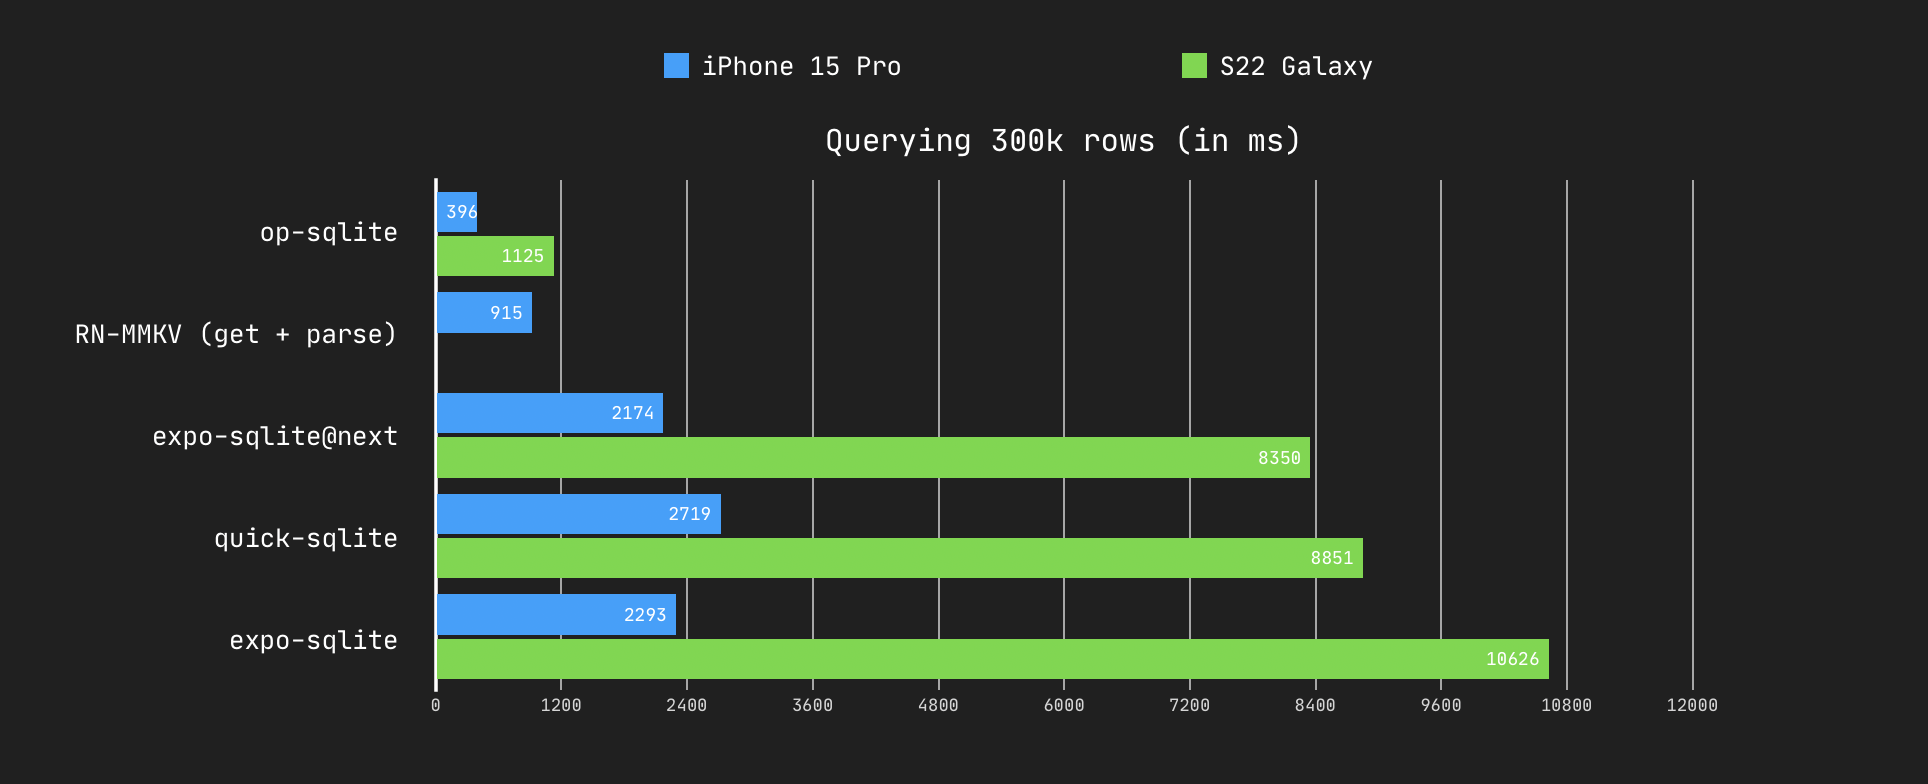 iPhone 15 Pro
S22 Galaxy
Querying 300k rows (in ms)
op-sqlite
396
1125
RN-MMKV (get + parse)
915
expo-sqlite@next
2174
8350
quick-sqlite
2719
8851
expo-sqlite
2293
10626
0 1200 2400 3600 4800 6000 7200 8400 9600 10800 12000